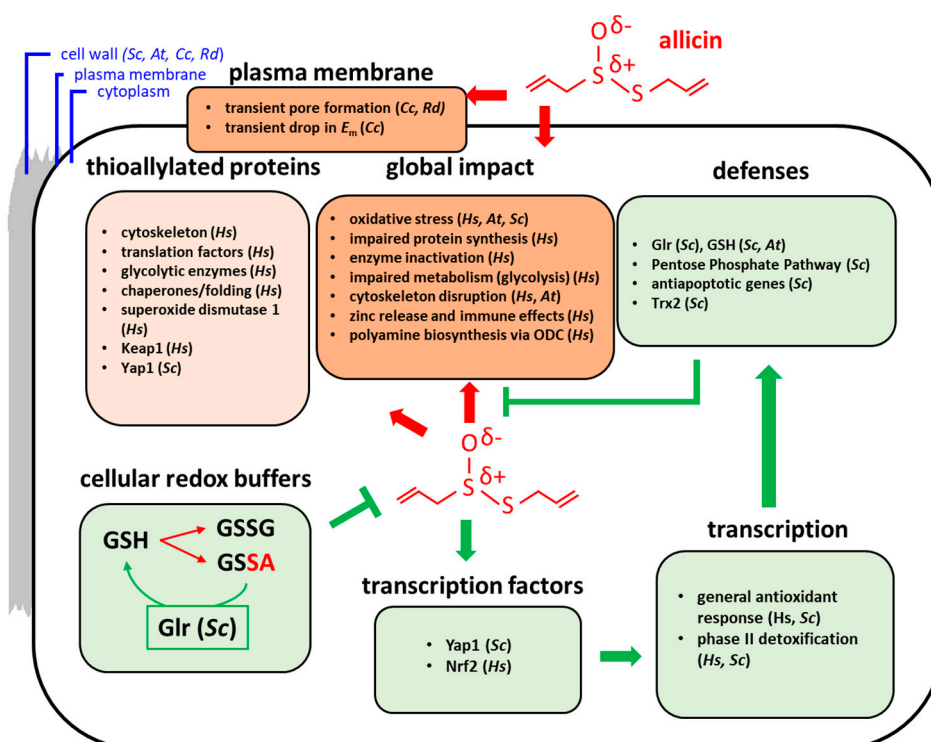 O δ-
δ+
S
S
allicin
cell wall (Sc, At, Cc, Rd)
plasma membrane
cytoplasm
plasma membrane
• transient pore formation (Cc, Rd)
• transient drop in Em (Cc)
thioallylated proteins
• cytoskeleton (Hs)
• translation factors (Hs)
• glycolytic enzymes (Hs)
• chaperones/folding (Hs)
• superoxide dismutase 1
(Hs)
• Keap1 (Hs)
• Yap1 (Sc)
global impact
• oxidative stress (Hs, At, Sc)
• impaired protein synthesis (Hs)
• enzyme inactivation (Hs)
• impaired metabolism (glycolysis) (Hs)
• cytoskeleton disruption (Hs, At)
• zinc release and immune effects (Hs)
• polyamine biosynthesis via ODC (Hs)
defenses
• Glr (Sc), GSH (Sc, At)
• Pentose Phosphate Pathway (Sc)
• antiapoptotic genes (Sc)
• Trx2 (Sc)
O δ-
δ+
S
S
cellular redox buffers
GSH
GSSG
GSSA
Glr (Sc)
transcription factors
• Yap1 (Sc)
• Nrf2 (Hs)
transcription
• general antioxidant
response (Hs, Sc)
• phase II detoxification
(Hs, Sc)